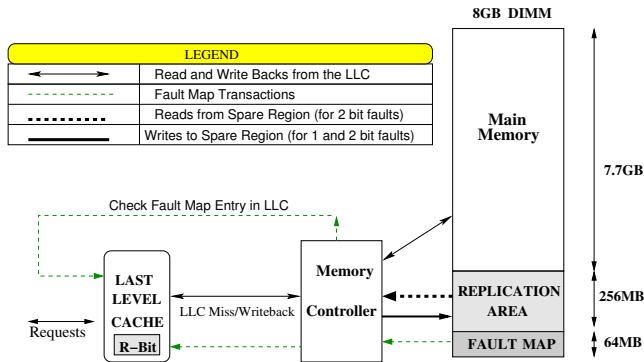 8GB DIMM
LEGEND
Read and Write Backs from the LLC
Fault Map Transactions
Reads from Spare Region (for 2 bit faults)
Writes to Spare Region (for 1 and 2 bit faults)
Main
Memory
7.7GB
Check Fault Map Entry in LLC
LAST
LEVEL
CACHE
R-Bit
Requests
LLC Miss/Writeback
Memory
Controller
REPLICATION
AREA
256MB
FAULT MAP
64MB